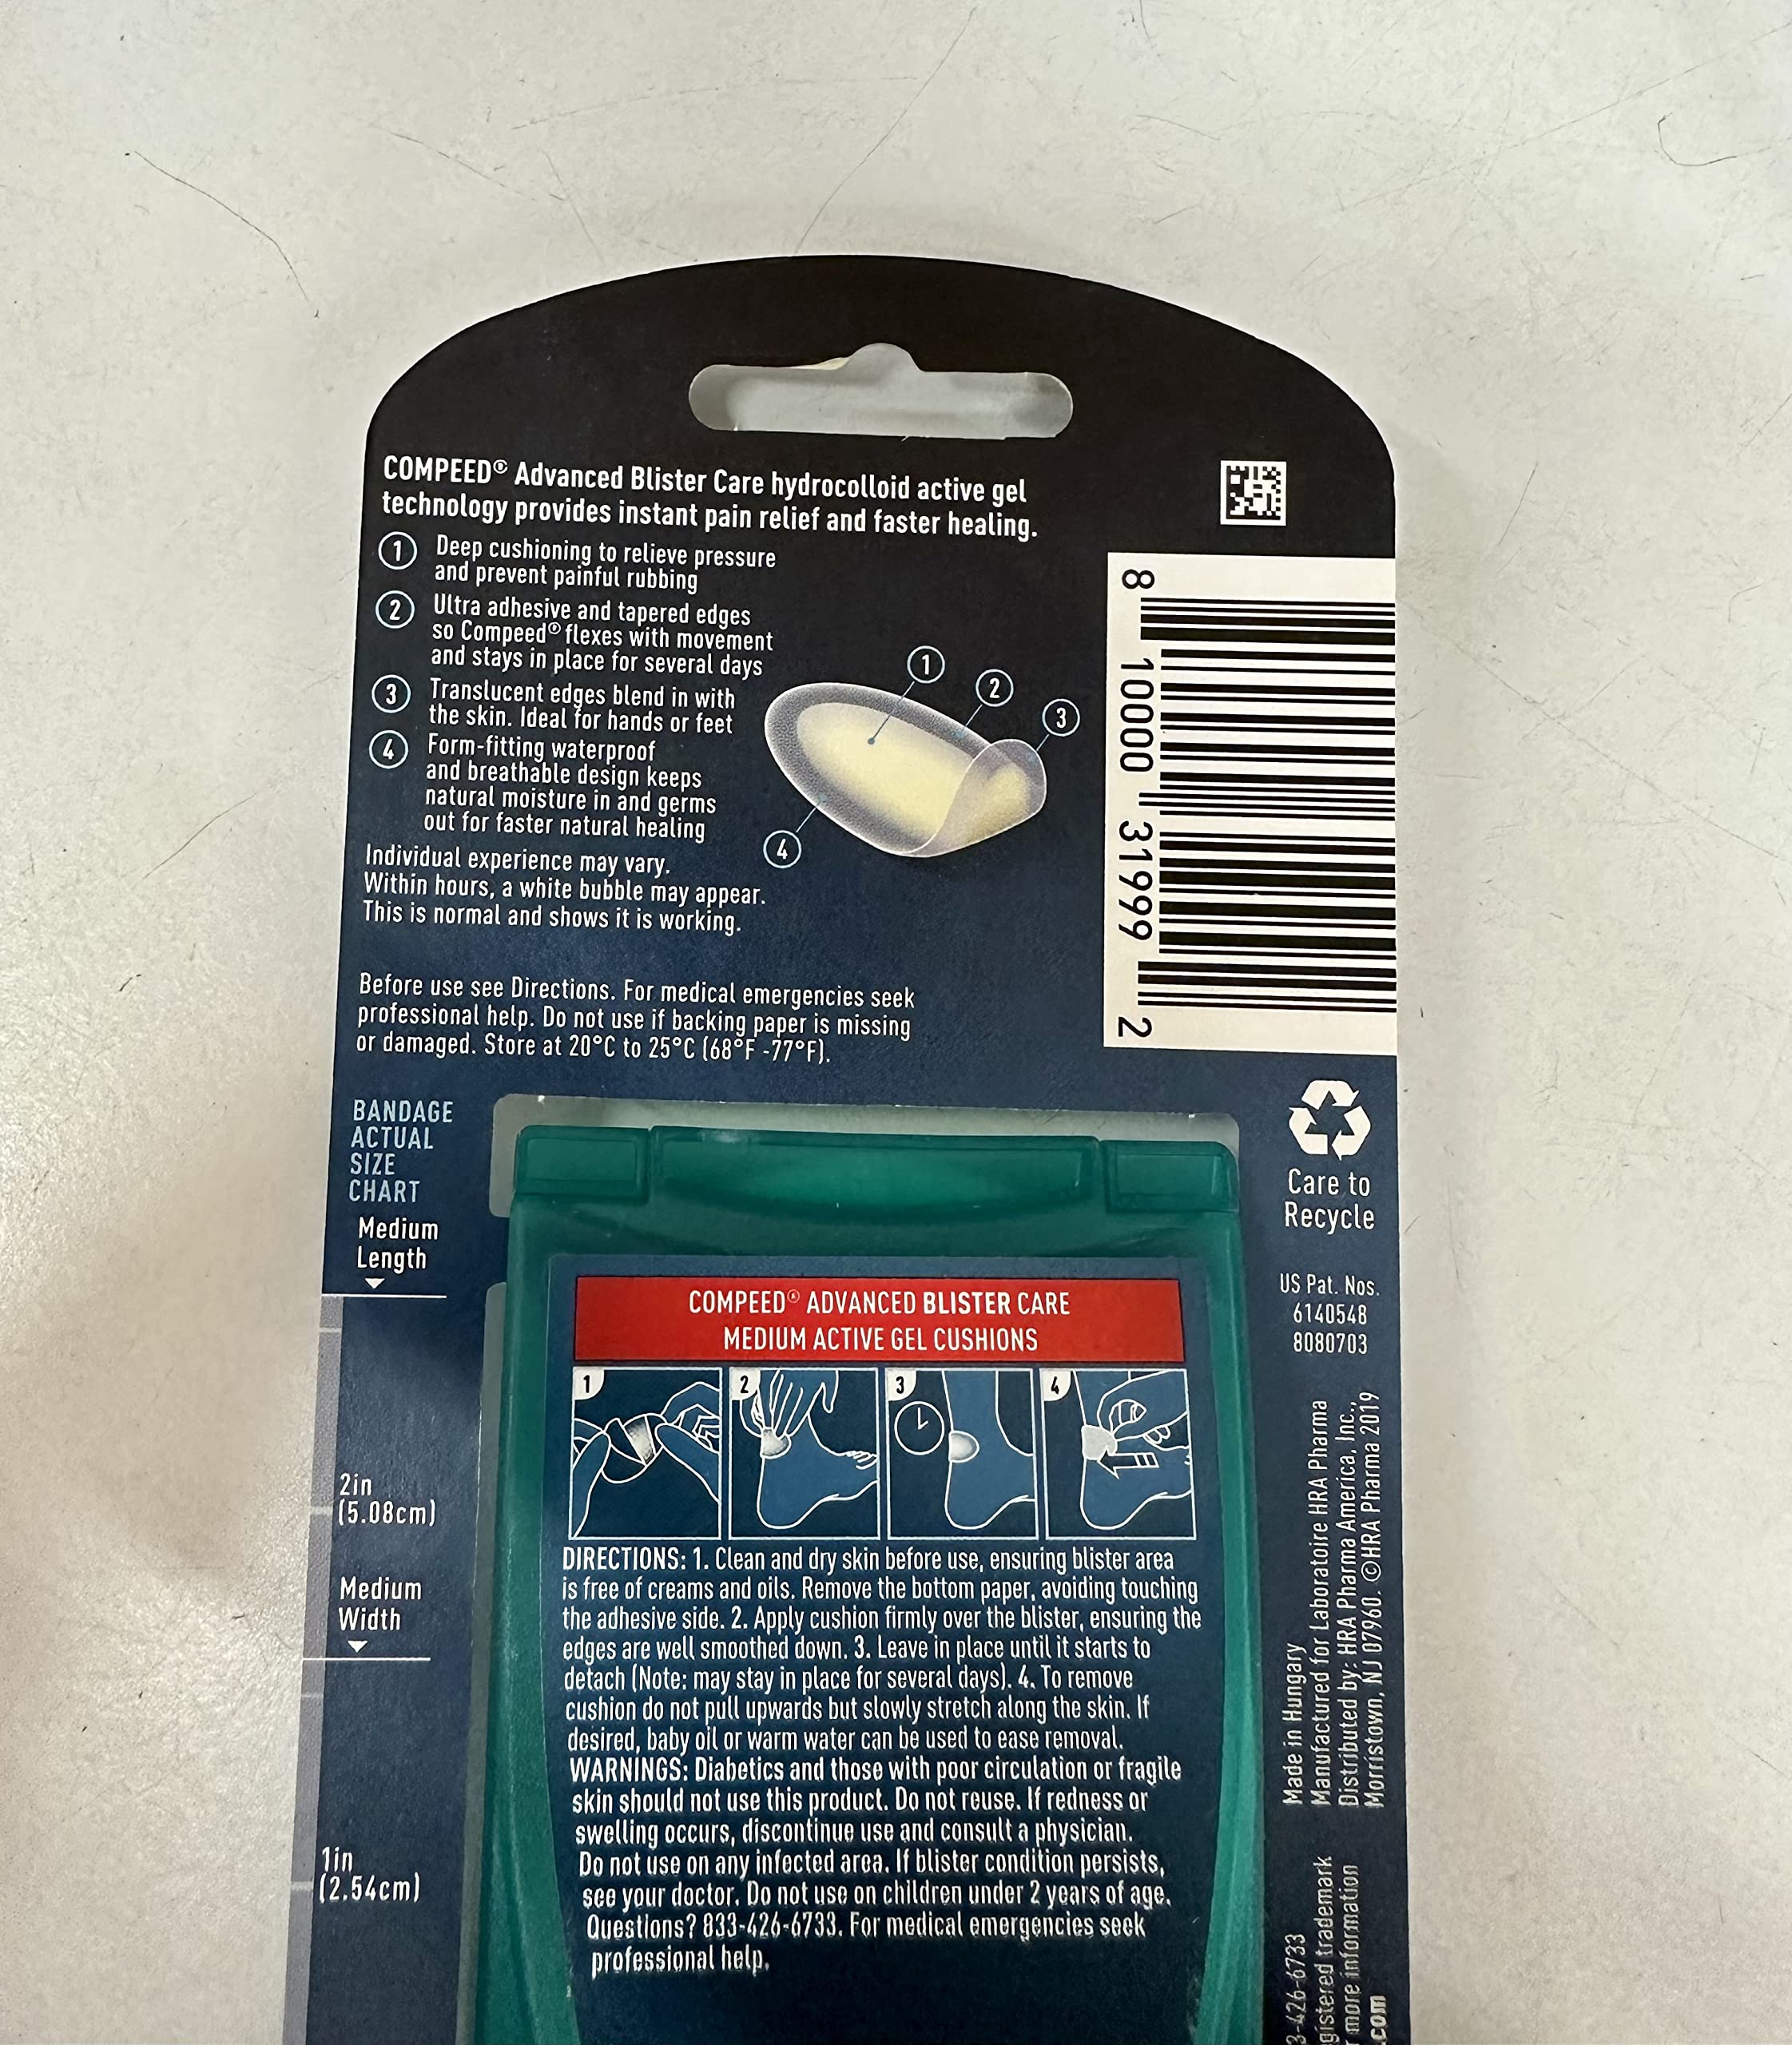 COMPEED® Advanced Blister Care hydrocolloid active gel
technology provides instant pain relief and faster healing.
1 Deep cushioning to relieve pressure
and prevent painful rubbing
2 Ultra adhesive and tapered edges
so Compeed® flexes with movement
and stays in place for several days
3 Translucent edges blend in with
the skin. Ideal for hands or feet
4 Form-fitting waterproof
and breathable design keeps
natural moisture in and germs
out for faster natural healing
Individual experience may vary.
Within hours, a white bubble may appear.
This is normal and shows it is working.
1
2
3
4
8 10000 31999 2
Before use see Directions. For medical emergencies seek
professional help. Do not use if backing paper is missing
or damaged. Store at 20°C to 25°C (68°F -77°F).
BANDAGE
ACTUAL
SIZE
CHART
Medium
Length
2in
(5.08cm)
Medium
Width
1in
(2.54cm)
COMPEED® ADVANCED BLISTER CARE
MEDIUM ACTIVE GEL CUSHIONS
1
2
3
4
DIRECTIONS: 1. Clean and dry skin before use, ensuring blister area
is free of creams and oils. Remove the bottom paper, avoiding touching
the adhesive side. 2. Apply cushion firmly over the blister, ensuring the
edges are well smoothed down. 3. Leave in place until it starts to
detach (Note: may stay in place for several days). 4. To remove
cushion do not pull upwards but slowly stretch along the skin. If
desired, baby oil or warm water can be used to ease removal.
WARNINGS: Diabetics and those with poor circulation or fragile
skin should not use this product. Do not reuse. If redness or
swelling occurs, discontinue use and consult a physician.
Do not use on any infected area. If blister condition persists,
see your doctor. Do not use on children under 2 years of age.
Questions? 833-426-6733. For medical emergencies seek
professional help.
Care to
Recycle
US Pat. Nos.
6140548
8080703
Made in Hungary
Manufactured for Laboratoire HRA Pharma
Distributed by: HRA Pharma America, Inc.,
Morristown, NJ 07960. ©HRA Pharma 2019
3-426-6733
gistered trademark
r more information
.com